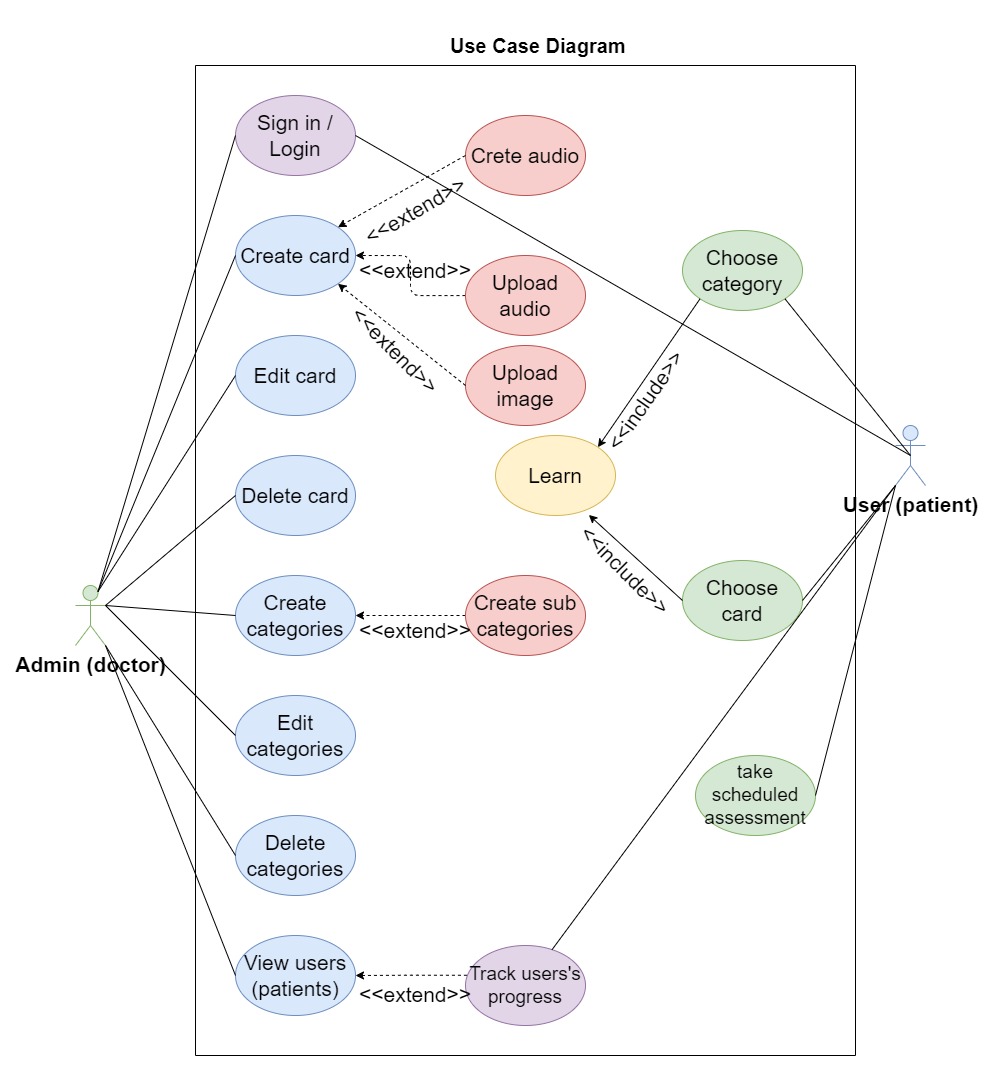 Use Case Diagram
Sign in /
Login
Crete audio
<<extend>>
Create card
<<extend>>
Upload
audio
Choose
category
<<extend>>
Edit card
Upload
image
<<include>>
Learn
User (patient)
Delete card
<<include>>
Choose
card
Create
categories
<<extend>>
Create sub
categories
Admin (doctor)
Edit
categories
take
scheduled
assessment
Delete
categories
View users
(patients)
<<extend>>
Track users's
progress